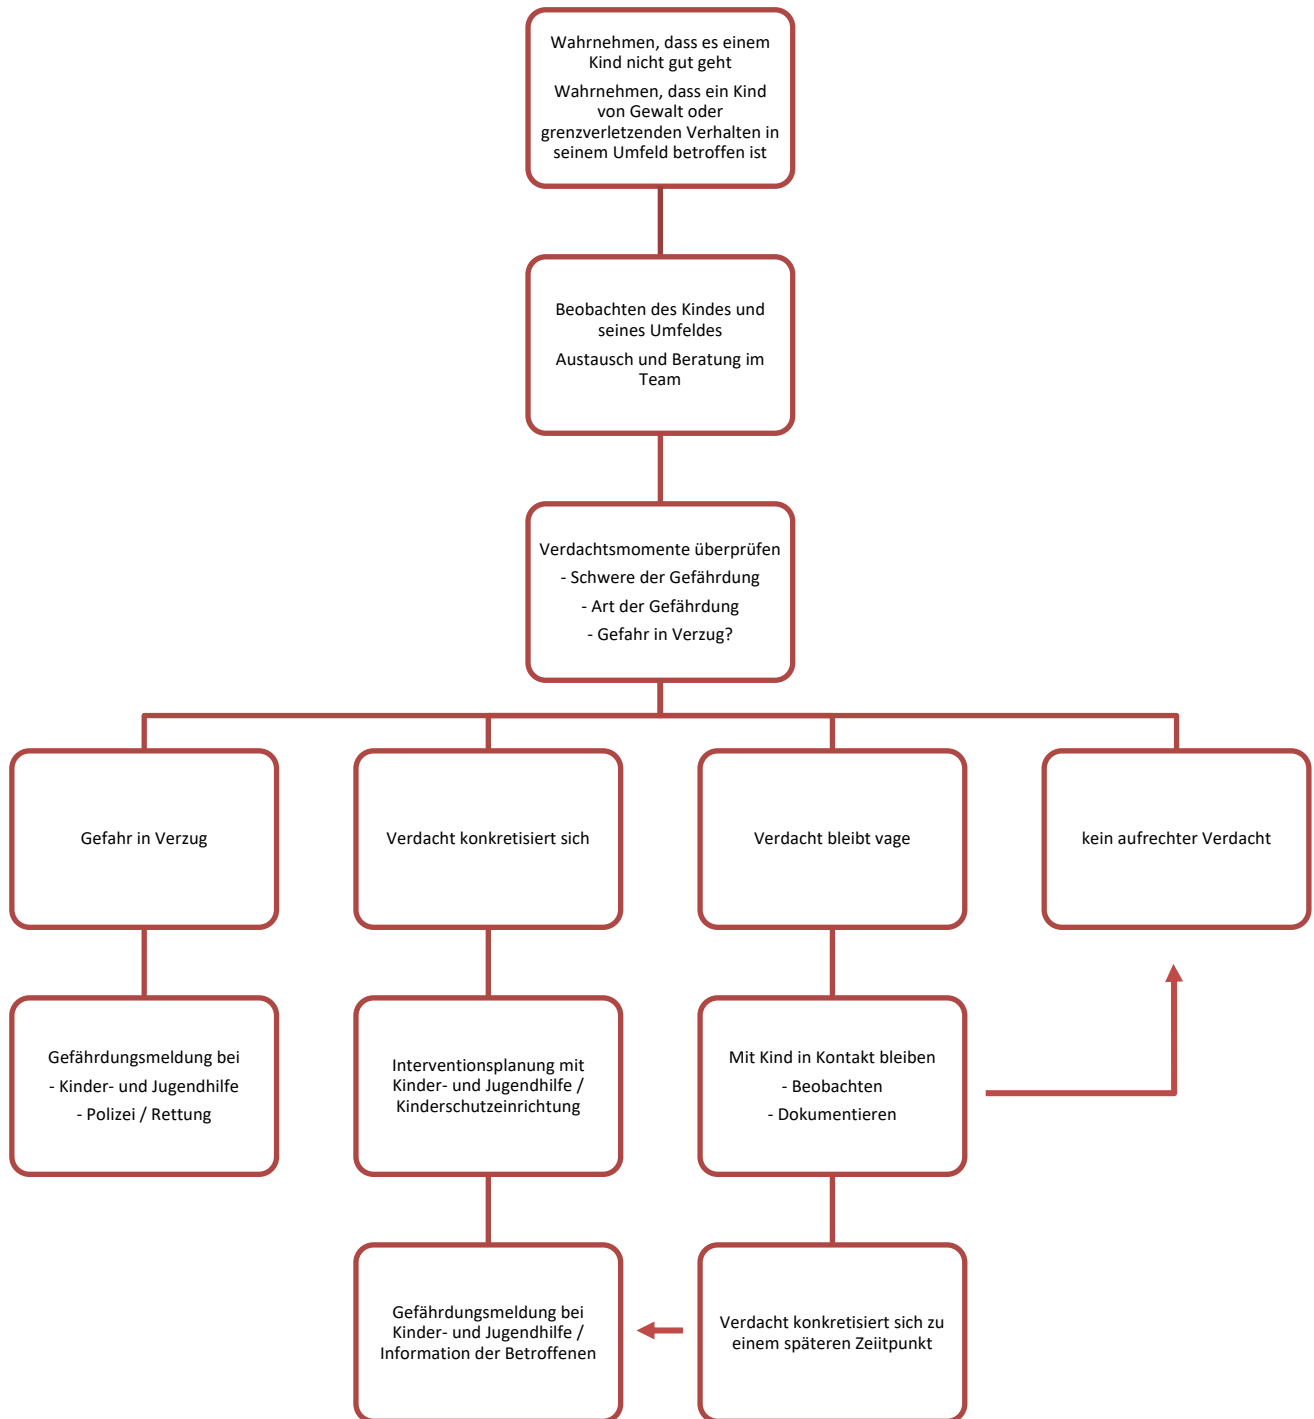 Wahrnehmen, dass es einem
Kind nicht gut geht
Wahrnehmen, dass ein Kind
von Gewalt oder
grenzverletzenden Verhalten in
seinem Umfeld betroffen ist
Beobachten des Kindes und
seines Umfeldes
Austausch und Beratung im
Team
Verdachtsmomente überprüfen
- Schwere der Gefährdung
- Art der Gefährdung
- Gefahr in Verzug?
Gefahr in Verzug
Verdacht konkretisiert sich
Verdacht bleibt vage
kein aufrechter Verdacht
Gefährdungsmeldung bei
- Kinder- und Jugendhilfe
- Polizei / Rettung
Interventionsplanung mit
Kinder- und Jugendhilfe /
Kinderschutzeinrichtung
Mit Kind in Kontakt bleiben
- Beobachten
- Dokumentieren
Gefährdungsmeldung bei
Kinder- und Jugendhilfe /
Information der Betroffenen
Verdacht konkretisiert sich zu
einem späteren Zeiitpunkt